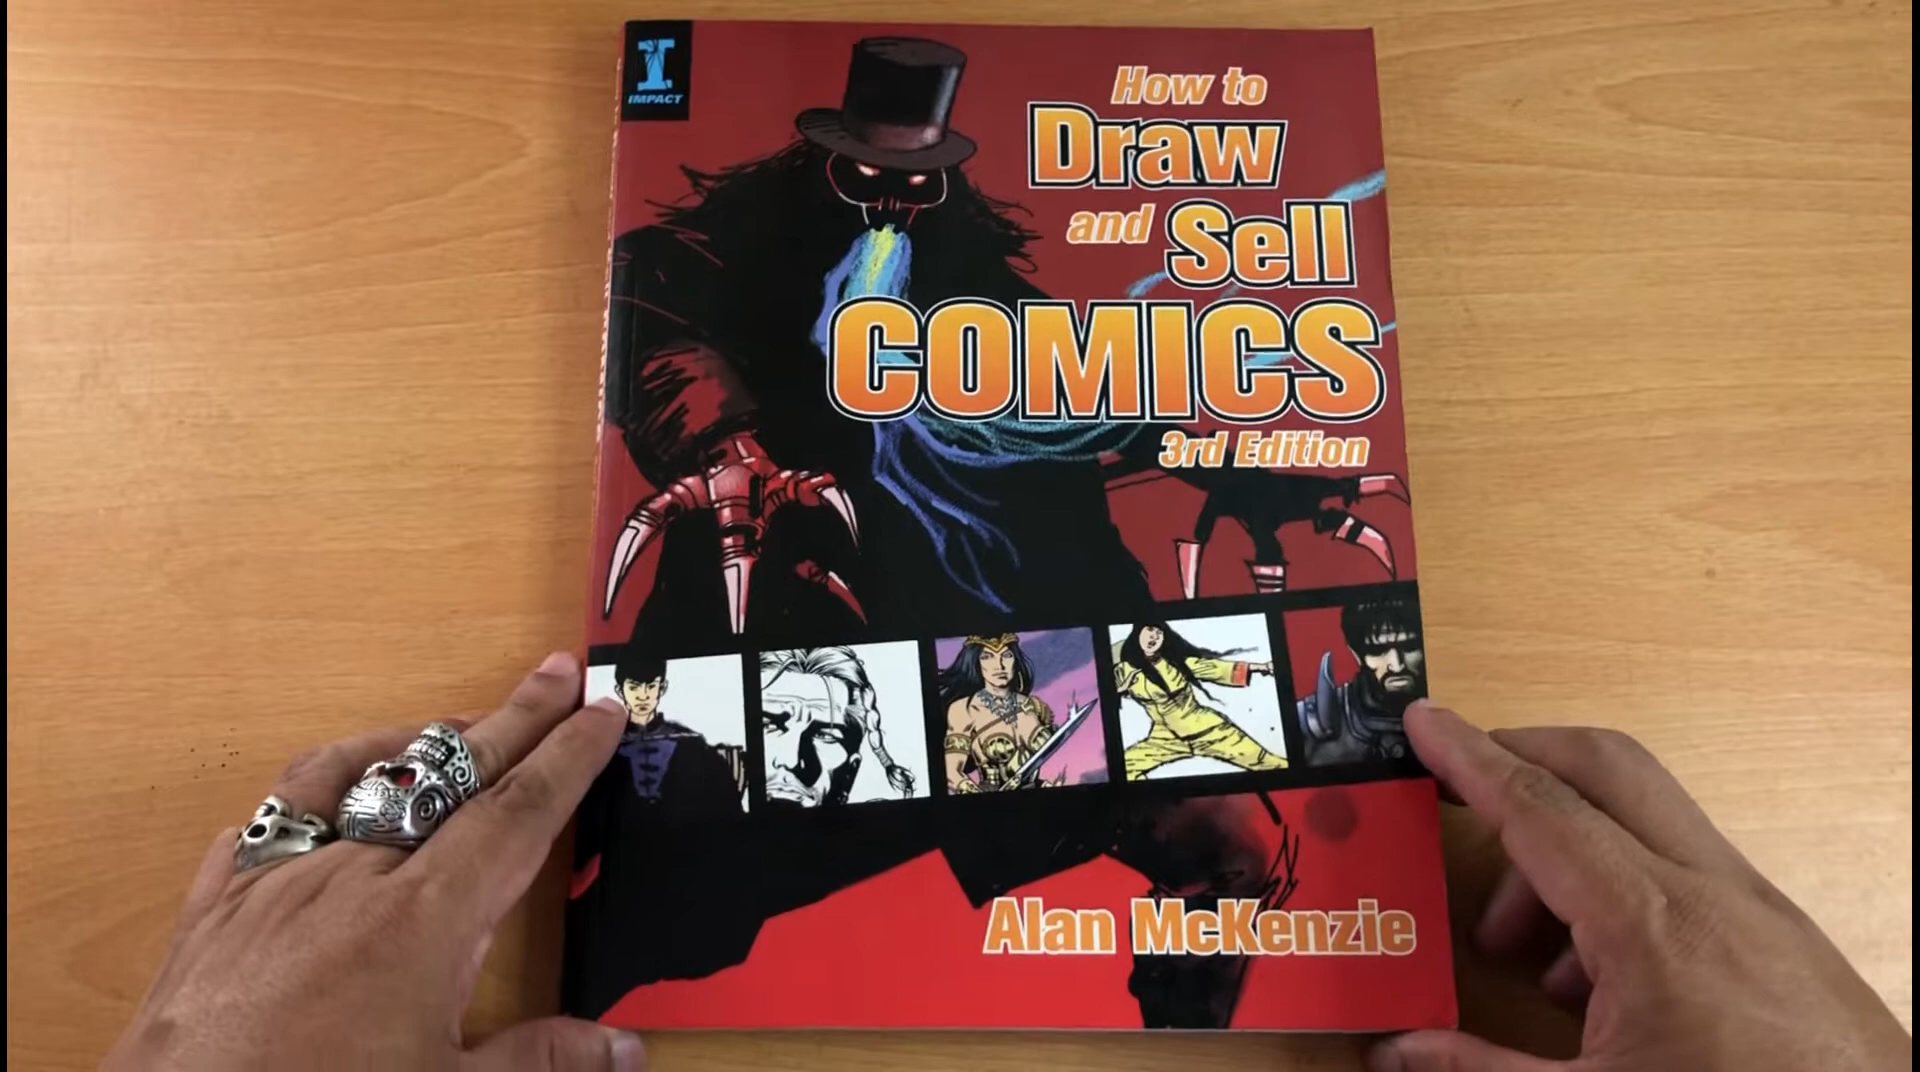 I
IMPACT
How to
Draw
and Sell
COMICS
3rd Edition
Alan McKenzie